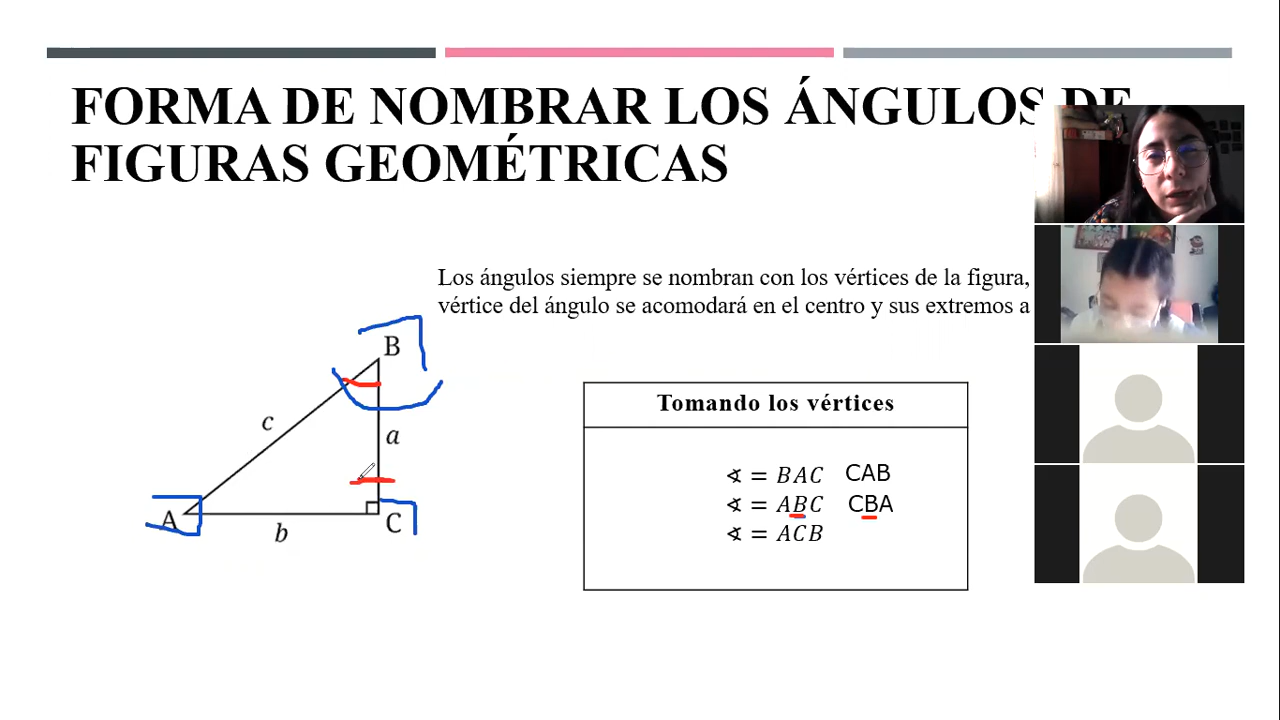 FORMA DE NOMBRAR LOS ÁNGULOS DE
FIGURAS GEOMÉTRICAS
Los ángulos siempre se nombran con los vértices de la figura,
vértice del ángulo se acomodará en el centro y sus extremos a
B
c
a
A
b
C
Tomando los vértices
∢ = BAC CAB
∢ = ABC CBA
∢ = ACB